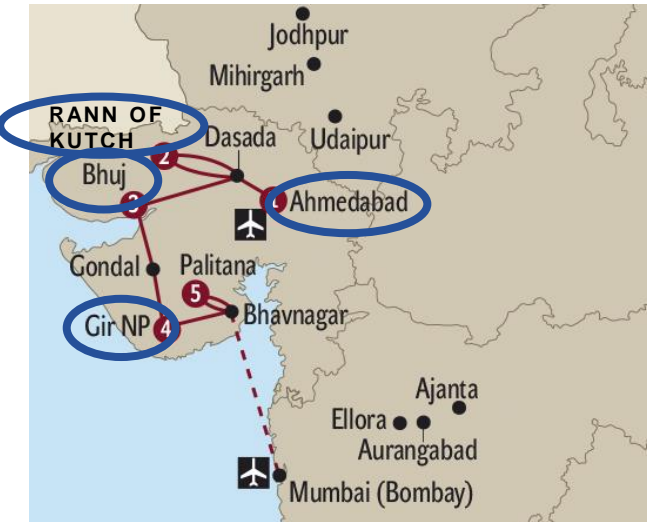 Jodhpur
Mihirgarh
RANN OF
KUTCH
Dasada
Udaipur
2
Bhuj
3
1
Ahmedabad
Gondal
Palitana
5
Gir NP
4
Bhavnagar
Ajanta
Ellora
Aurangabad
Mumbai (Bombay)